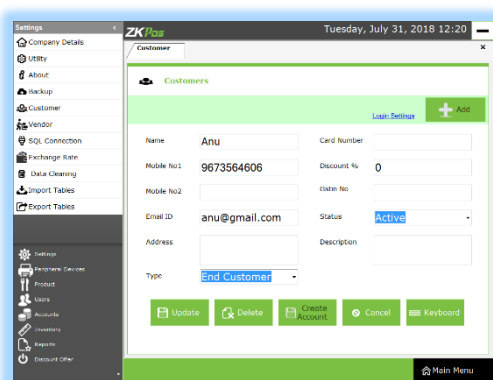 Settings
ZKPos
Tuesday, July 31, 2018 12:20
Company Details
Utility
About
Backup
Customer
Vendor
SQL Connection
Exchange Rate
Data Cleaning
Import Tables
Export Tables
Settings
Peripheral Devices
Product
Users
Accounts
Inventory
Reports
Discount Offer
Customer
x
Customers
Login Settings
Add
Name
Anu
Card Number
Mobile No1
9673564606
Discount %
0
Mobile No2
Gstin No
Email ID
anu@gmail.com
Status
Active
Address
Description
Type
End Customer
Update
Delete
Create
Account
Cancel
Keyboard
Main Menu